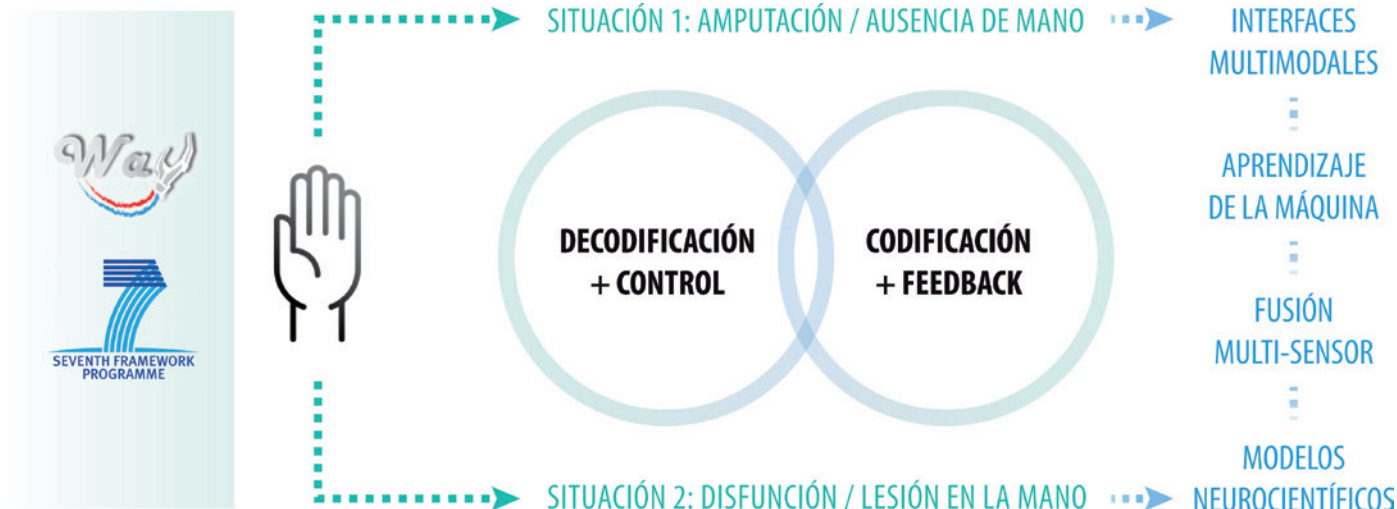 Way
SEVENTH FRAMEWORK
PROGRAMME
SITUACIÓN 1: AMPUTACIÓN / AUSENCIA DE MANO
DECODIFICACIÓN
+ CONTROL
CODIFICACIÓN
+ FEEDBACK
SITUACIÓN 2: DISFUNCIÓN / LESIÓN EN LA MANO
INTERFACES
MULTIMODALES
APRENDIZAJE
DE LA MÁQUINA
FUSIÓN
MULTI-SENSOR
MODELOS
NEUROCIENTÍFICOS